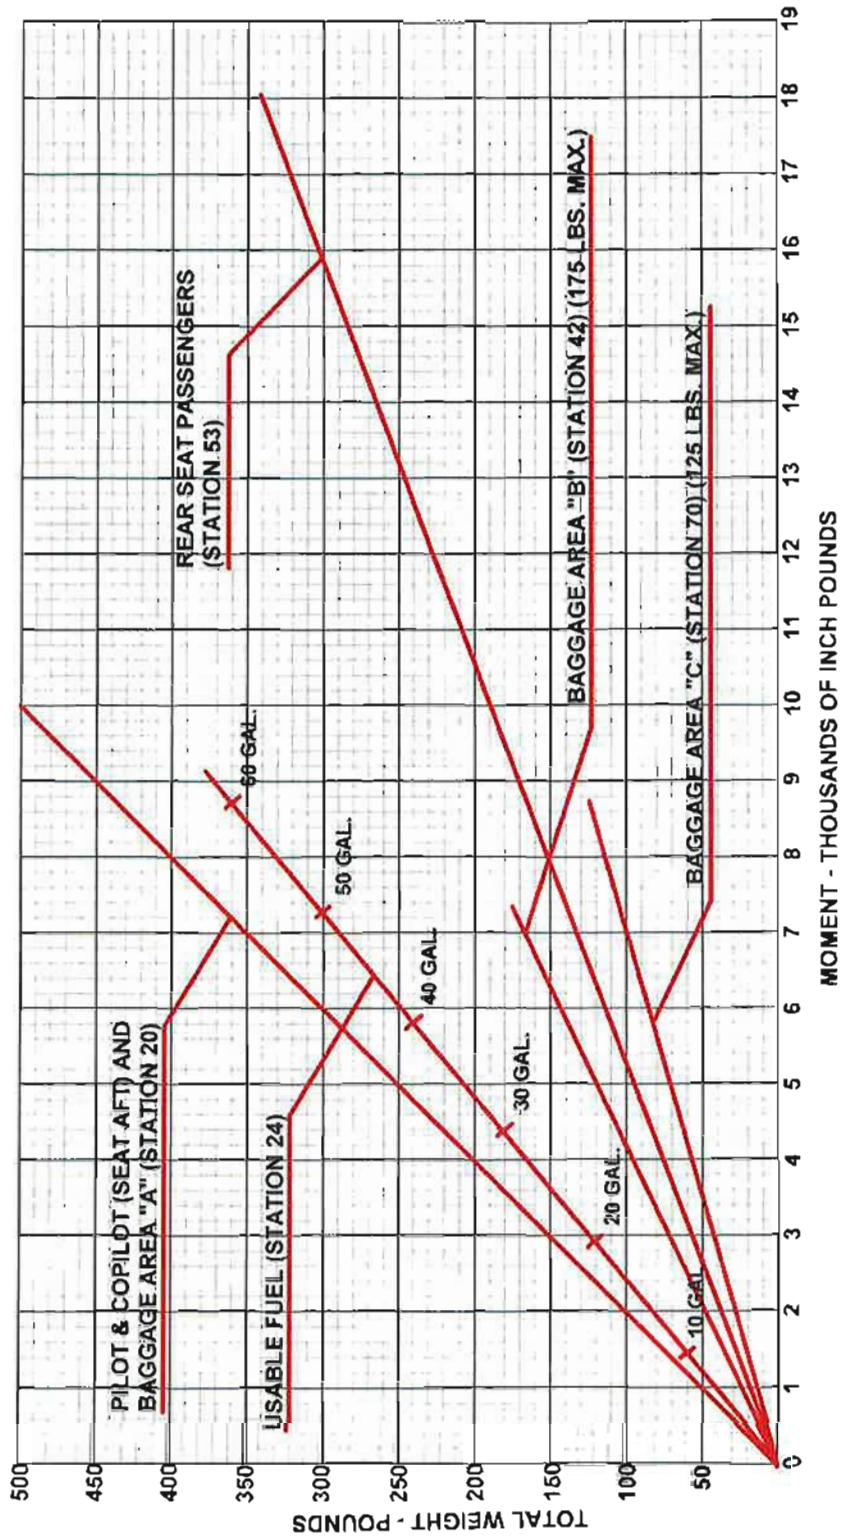 500
450
400
350
300
250
200
150
100
50
TOTAL WEIGHT - POUNDS
PILOT & COPILOT (SEAT AFT) AND
BAGGAGE AREA "A" (STATION 20)
USABLE FUEL (STATION 24)
REAR SEAT PASSENGERS
(STATION 53)
BAGGAGE AREA "B" (STATION 42) (175 LBS. MAX.)
BAGGAGE AREA "C" (STATION 70) (125 LBS. MAX.)
10 GAL.
20 GAL.
30 GAL.
40 GAL.
50 GAL.
60 GAL.
0 1 2 3 4 5 6 7 8 9 10 11 12 13 14 15 16 17 18 19
MOMENT - THOUSANDS OF INCH POUNDS